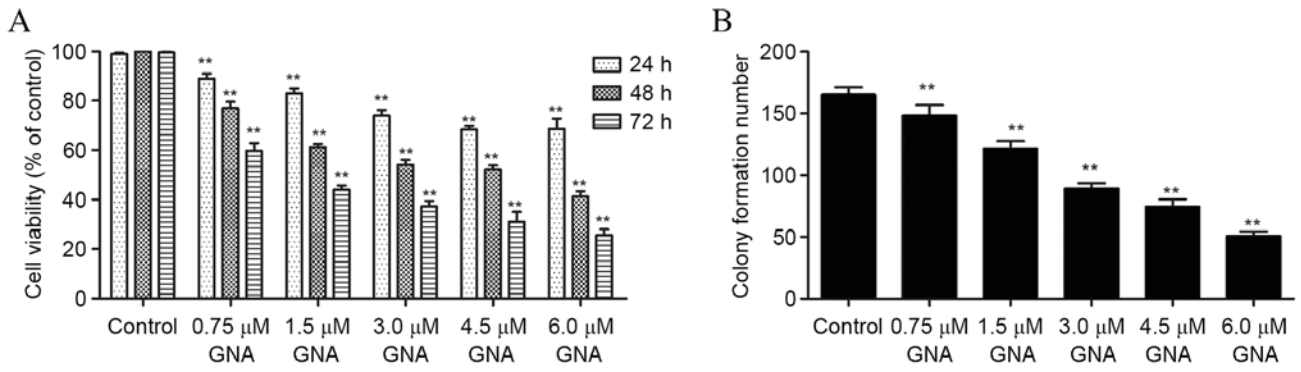 A
Cell viability (% of control)
100
80
60
40
20
0
** ** **
** ** **
** ** **
** ** **
** ** **
24 h
48 h
72 h
Control 0.75 µM 1.5 µM 3.0 µM 4.5 µM 6.0 µM
GNA GNA GNA GNA GNA
B
Colony formation number
200
150
100
50
0
**
**
**
**
**
Control 0.75 µM 1.5 µM 3.0 µM 4.5 µM 6.0 µM
GNA GNA GNA GNA GNA